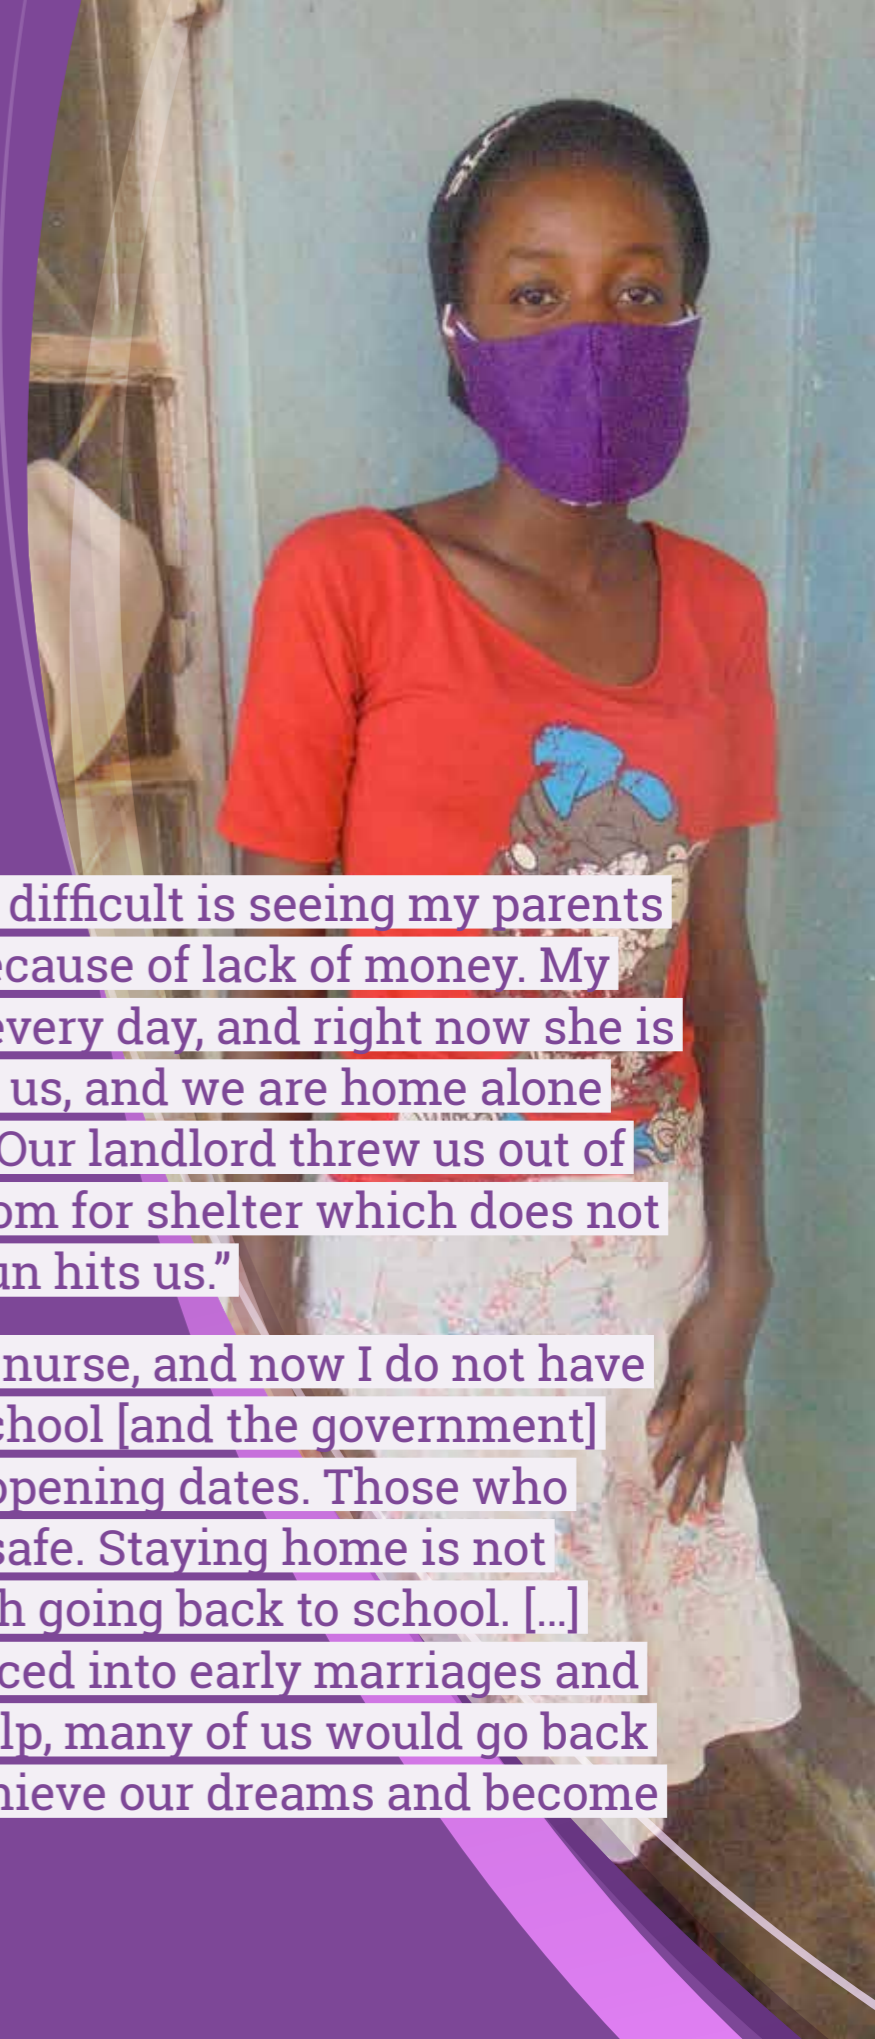 difficult is seeing my parents
ecause of lack of money. My
every day, and right now she is
us, and we are home alone
Our landlord threw us out of
om for shelter which does not
un hits us.”
nurse, and now I do not have
chool [and the government]
opening dates. Those who
safe. Staying home is not
h going back to school. [...]
ced into early marriages and
lp, many of us would go back
hieve our dreams and become